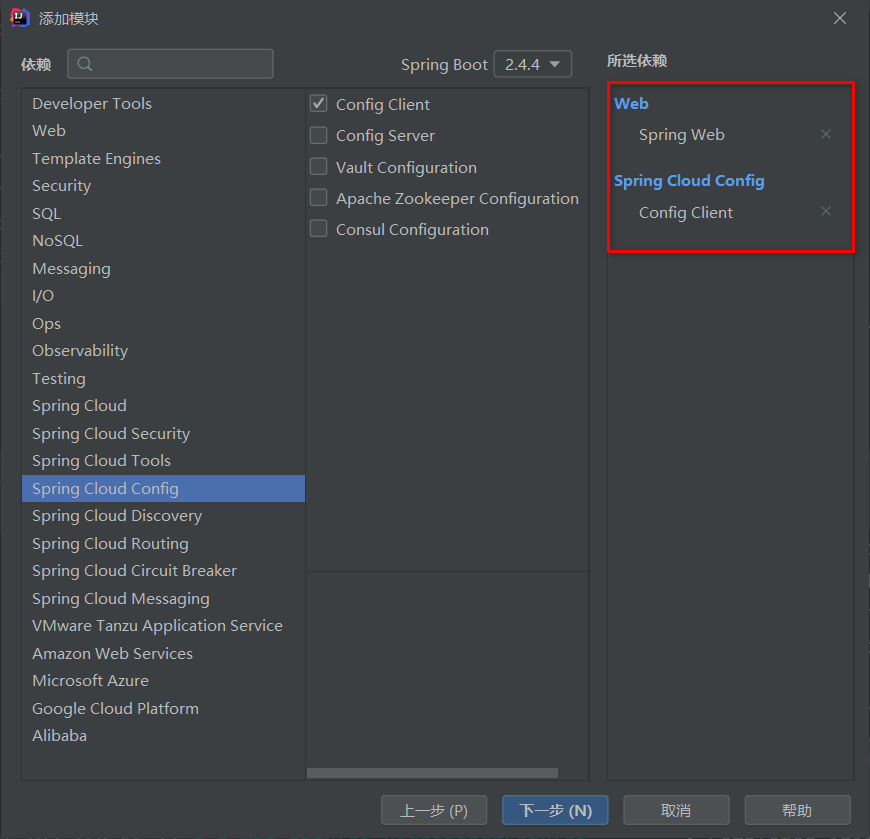 添加模块
依赖
Spring Boot 2.4.4
所选依赖
Developer Tools
Web
Template Engines
Security
SQL
NoSQL
Messaging
I/O
Ops
Observability
Testing
Spring Cloud
Spring Cloud Security
Spring Cloud Tools
Spring Cloud Config
Spring Cloud Discovery
Spring Cloud Routing
Spring Cloud Circuit Breaker
Spring Cloud Messaging
VMware Tanzu Application Service
Amazon Web Services
Microsoft Azure
Google Cloud Platform
Alibaba
Config Client
Config Server
Vault Configuration
Apache Zookeeper Configuration
Consul Configuration
Web
Spring Web
Spring Cloud Config
Config Client
上一步 (P)
下一步 (N)
取消
帮助